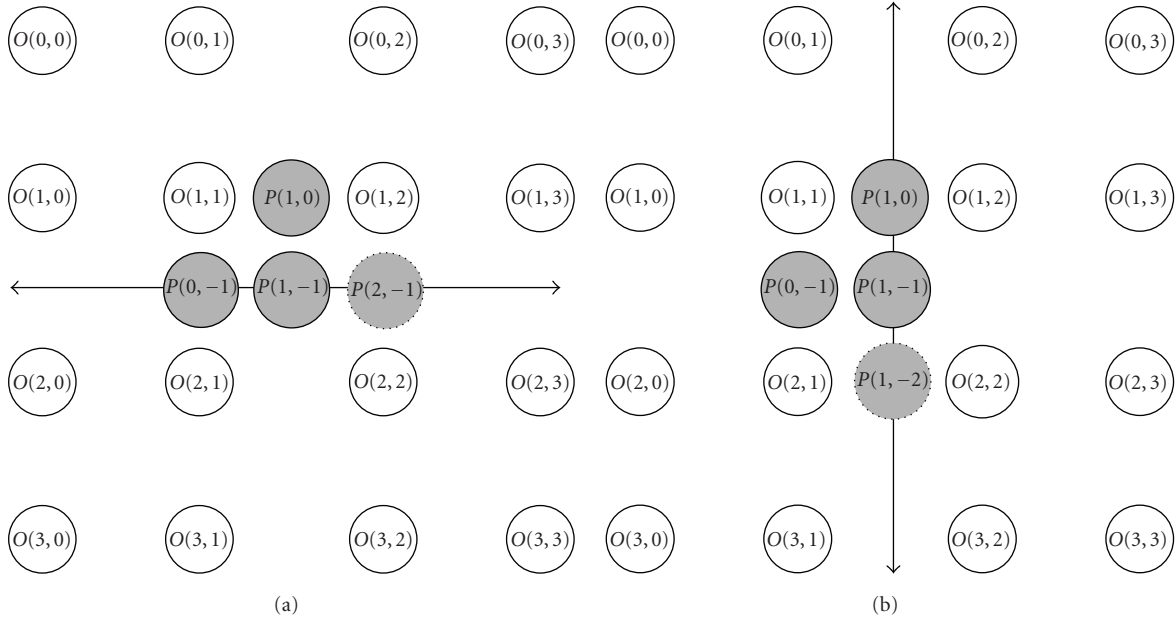 O(0, 0) O(0, 1) O(0, 2) O(0, 3) O(0, 0) O(0, 1) O(0, 2) O(0, 3)
O(1, 0) O(1, 1) P(1, 0) O(1, 2) O(1, 3) O(1, 0) O(1, 1) P(1, 0) O(1, 2) O(1, 3)
P(0, −1) P(1, −1) P(2, −1) P(0, −1) P(1, −1)
O(2, 0) O(2, 1) O(2, 2) O(2, 3) O(2, 0) O(2, 1) P(1, −2) O(2, 2) O(2, 3)
O(3, 0) O(3, 1) O(3, 2) O(3, 3) O(3, 0) O(3, 1) O(3, 2) O(3, 3)
(a) (b)